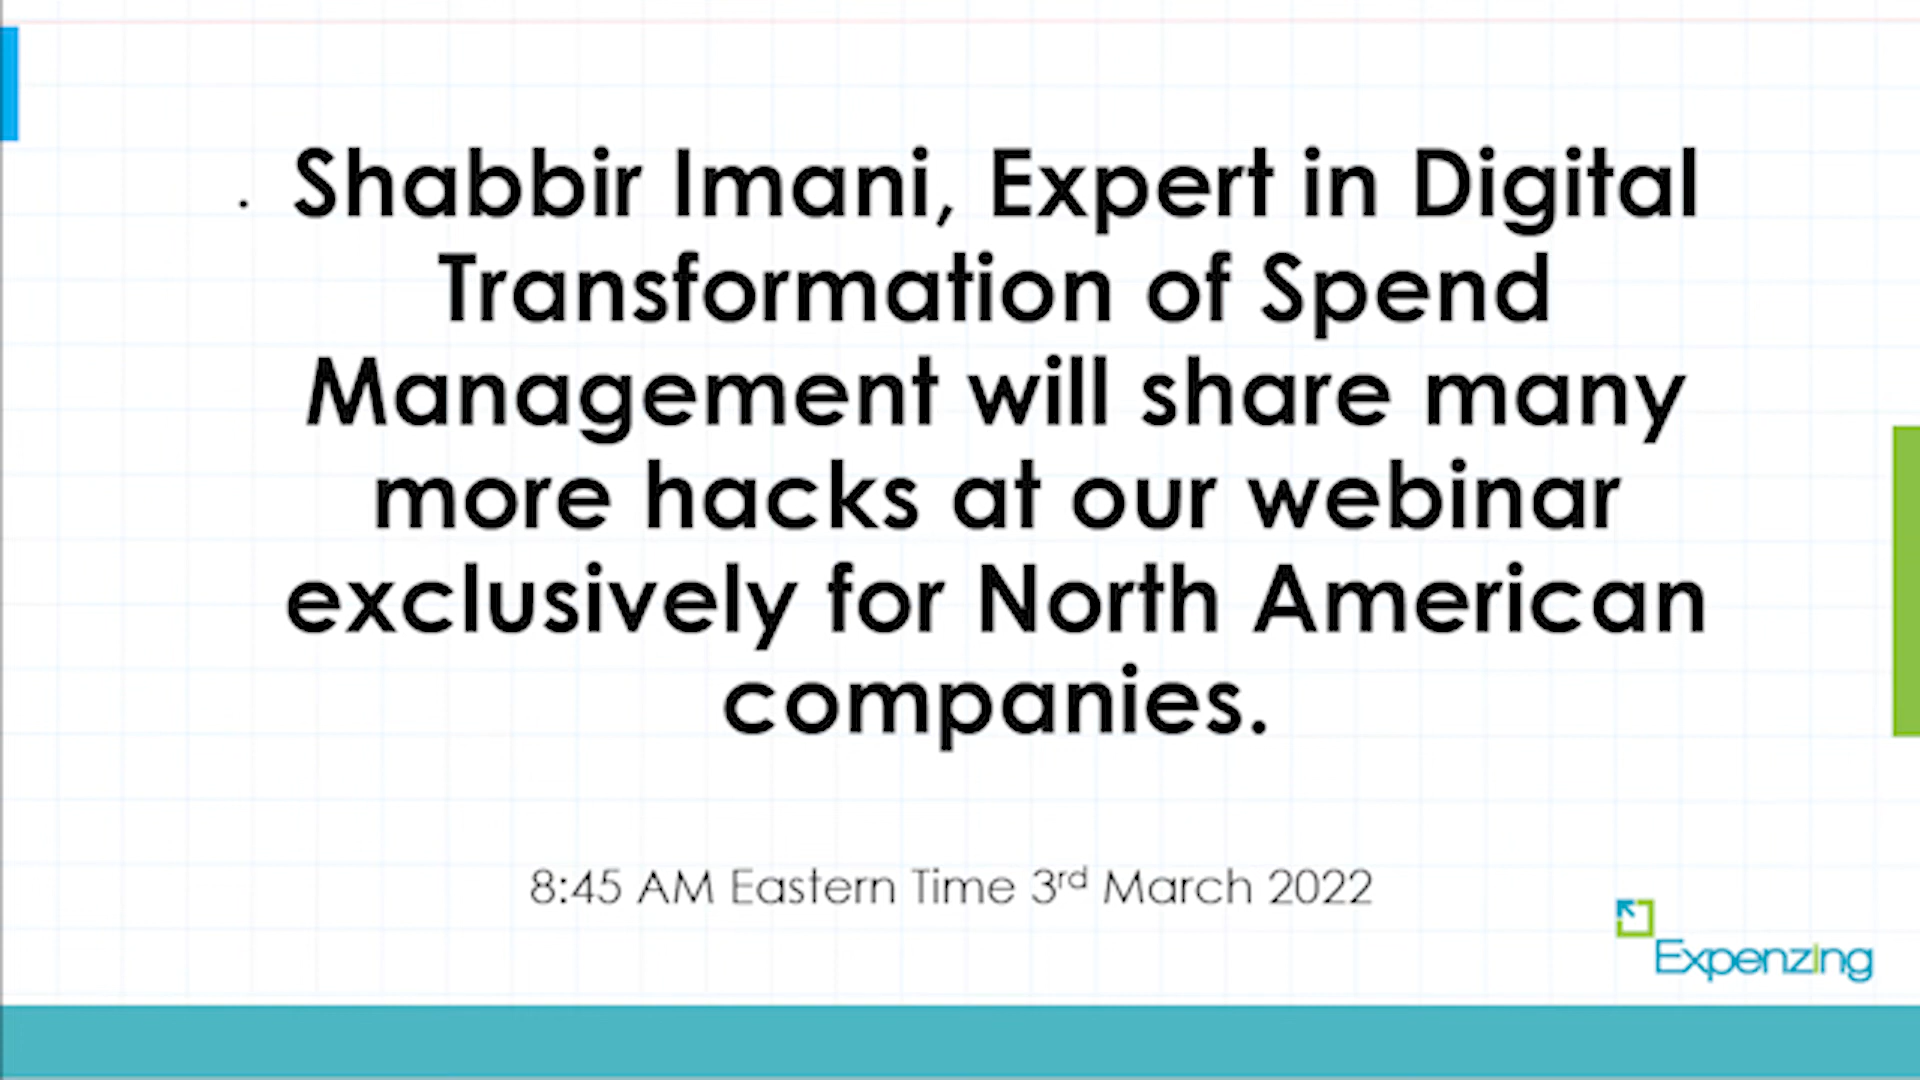 . Shabbir Imani, Expert in Digital
Transformation of Spend
Management will share many
more hacks at our webinar
exclusively for North American
companies.
8:45 AM Eastern Time 3rd March 2022
Expenzing